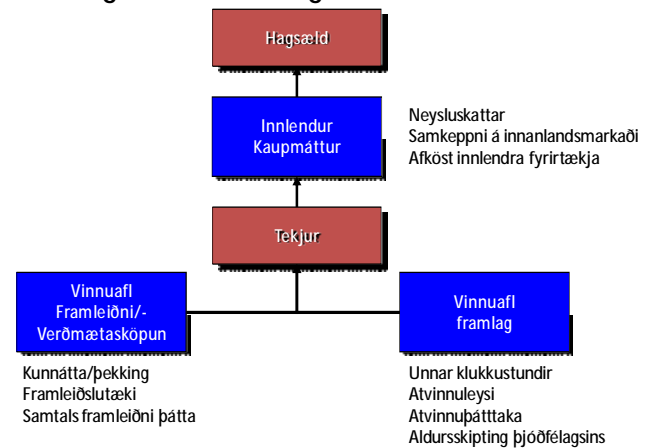 Hagsæld
Innlendur
Kaupmáttur
Neysluskattar
Samkeppni á innanlandsmarkaði
Afköst innlendra fyrirtækja
Tekjur
Vinnuafl
Framleiðni/-
Verðmætasköpun
Vinnuafl
framlag
Kunnátta/þekking
Framleiðslutæki
Samtals framleiðni þátta
Unnar klukkustundir
Atvinnuleysi
Atvinnuþátttaka
Aldursskipting þjóðfélagsins